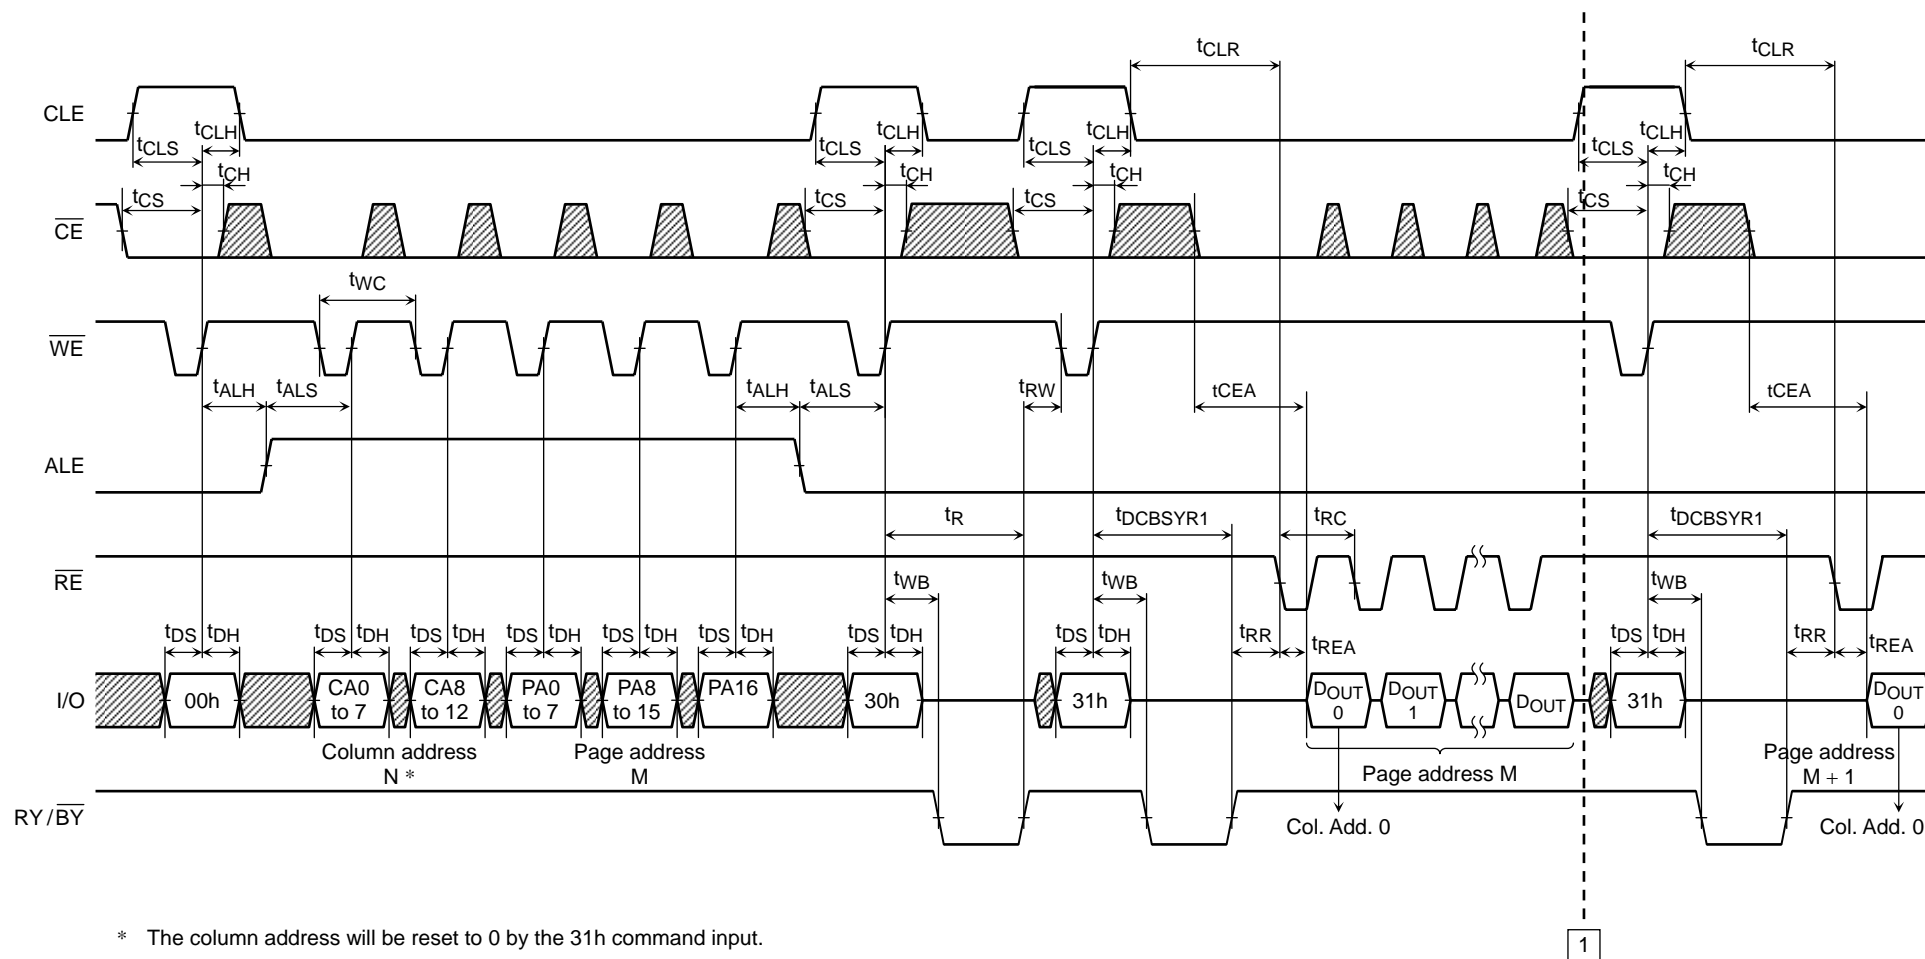 tCLR tCLR
CLE
tCLH tCLH tCLH tCLH
tCLS tCLS tCLS tCLS
tCH tCH tCH tCH
tCS tCS tCS tCS
CE
tWC
WE
tALH tALS tALH tALS tRW tCEA tCEA
ALE
tR tDCBSYR1 tRC tDCBSYR1
RE
tWB tWB tWB
tDS tDH tDS tDH tDS tDH tDS tDH tDS tDH tDS tDH tDS tDH tDS tDH tRR tREA tDS tDH tRR tREA
I/O
00h
CA0
to 7
CA8
to 12
PA0
to 7
PA8
to 15
PA16
30h
31h
DOUT
0
DOUT
1
DOUT
31h
DOUT
0
Column address
N *
Page address
M
Page address M
Page address
M + 1
RY/BY
Col. Add. 0 Col. Add. 0
* The column address will be reset to 0 by the 31h command input.
1